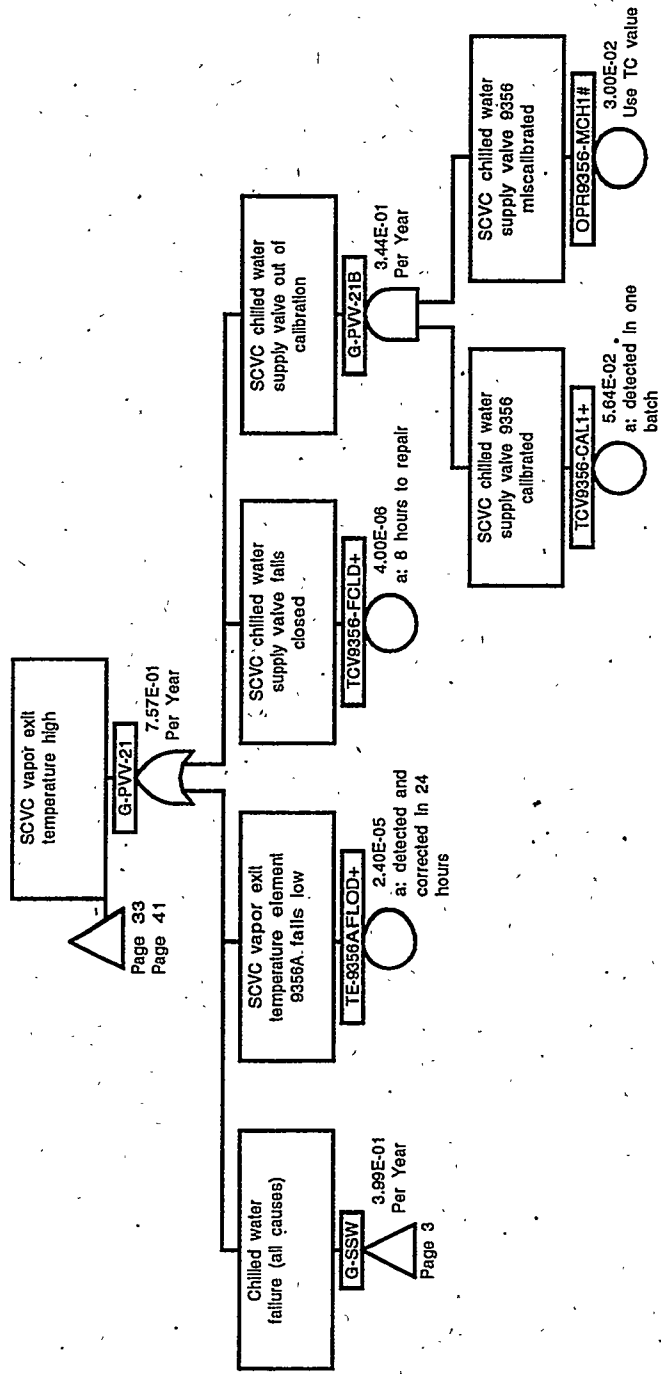 SCVC vapor exit
temperature high
G-PVV-21
7.57E-01
Per Year
Page 33
Page 41
Chilled water
failure (all causes)
G-SSW
3.99E-01
Per Year
Page 3
SCVC vapor exit
temperature element
9356A. fails low
TE-9356AFLOD+
2.40E-05
a: detected and
corrected in 24
hours
SCVC chilled water
supply valve fails
closed
TCV9356-FCLD+
4.00E-06
a: 8 hours to repair
SCVC chilled water
supply valve out of
calibration
G-PVV-21B
3.44E-01
Per Year
SCVC chilled water
supply valve 9356
calibrated
TCV9356-CAL1+
5.64E-02
a: detected in one
batch
SCVC chilled water
supply valve 9356
miscalibrated
OPR9356-MCH1#
3.00E-02
Use TC value